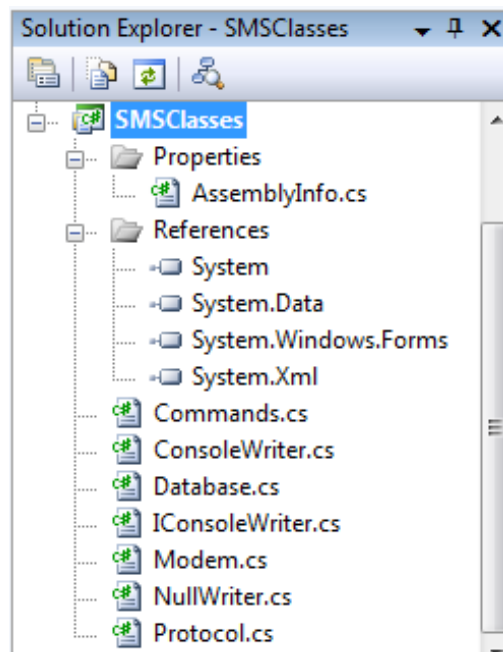 Solution Explorer - SMSClasses
SMSClasses
Properties
AssemblyInfo.cs
References
System
System.Data
System.Windows.Forms
System.Xml
Commands.cs
ConsoleWriter.cs
Database.cs
IConsoleWriter.cs
Modem.cs
NullWriter.cs
Protocol.cs